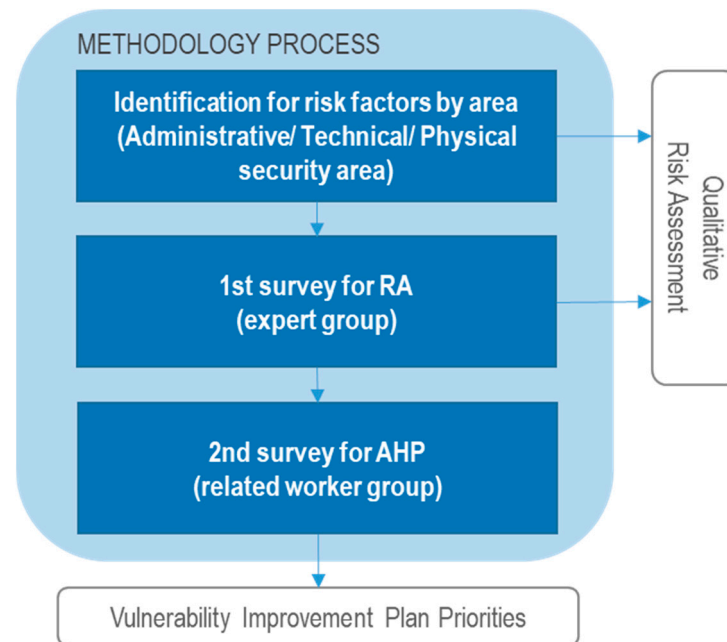 METHODOLOGY PROCESS
Identification for risk factors by area
(Administrative/ Technical/ Physical
security area)
1st survey for RA
(expert group)
2nd survey for AHP
(related worker group)
Qualitative
Risk Assessment
Vulnerability Improvement Plan Priorities